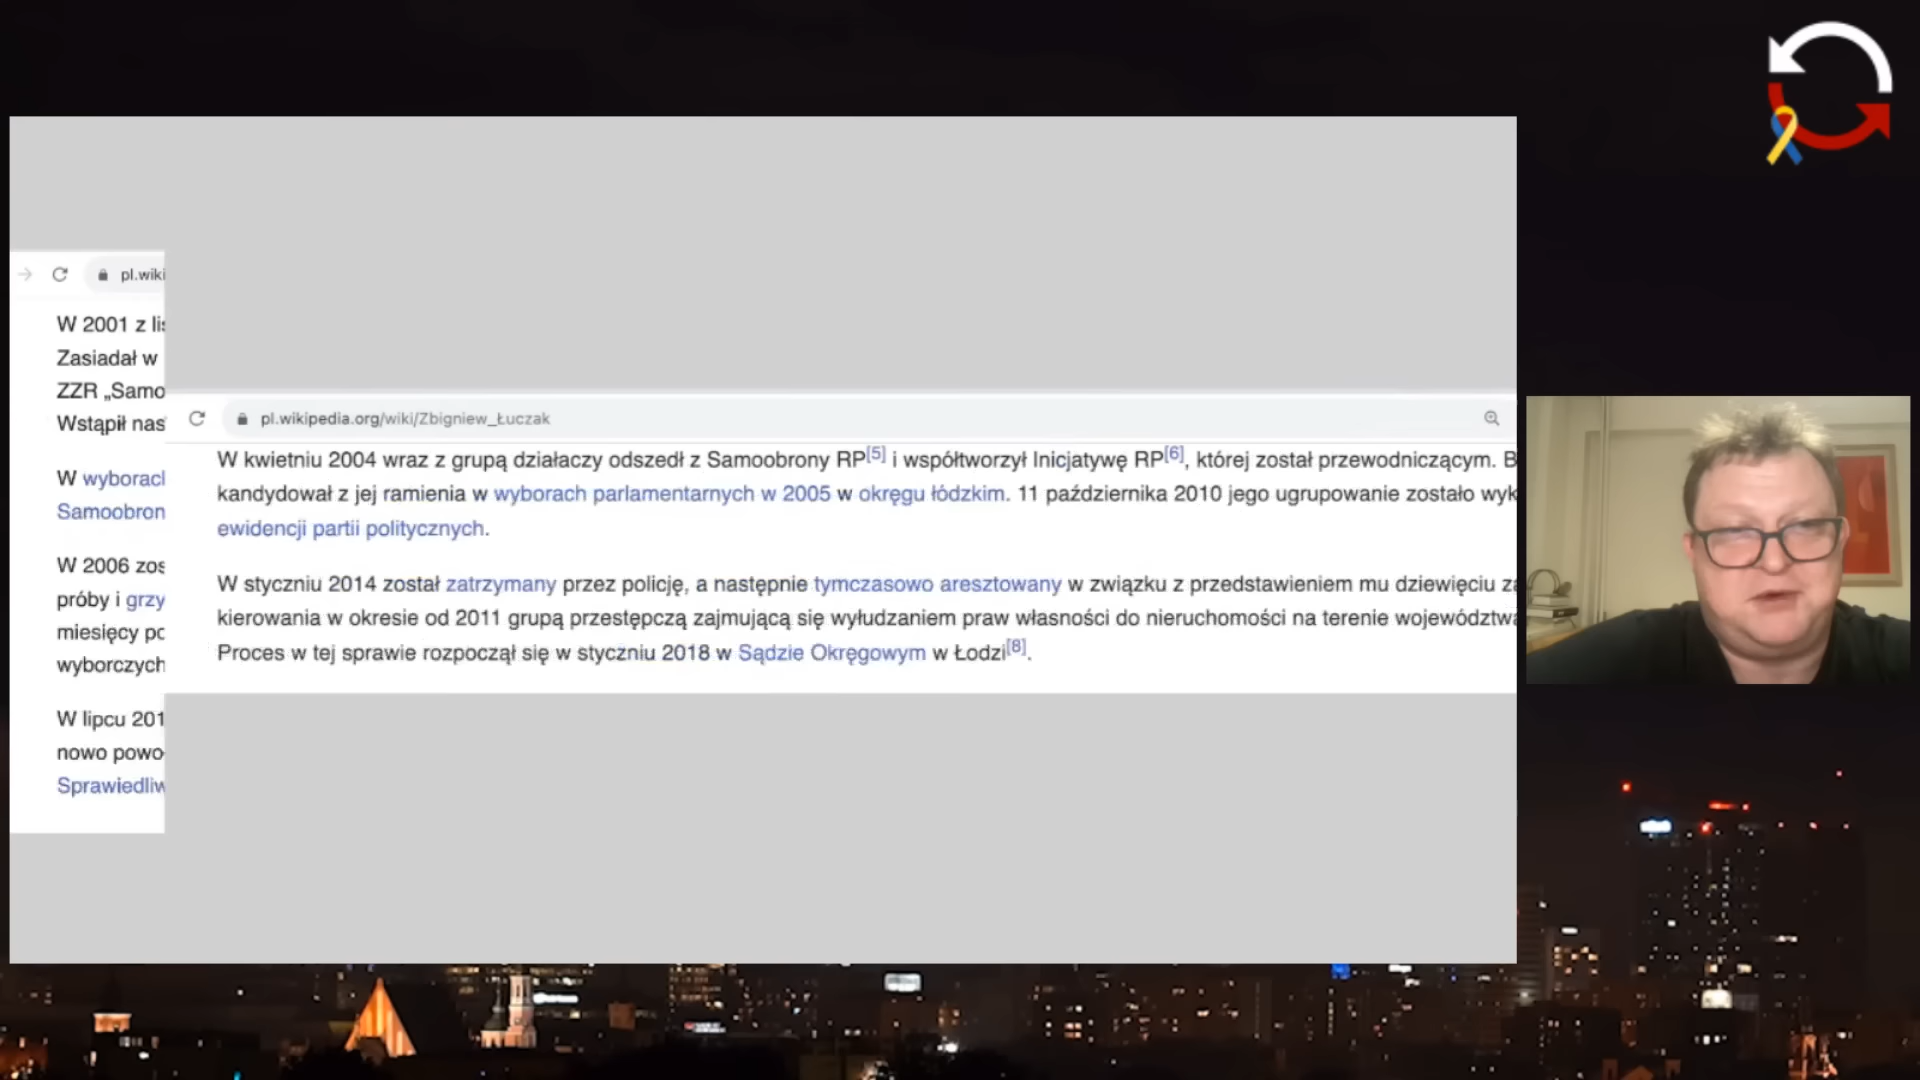 pl.wiki
W 2001 z lis
Zasiadał w
ZZR „Samo
Wstąpił nas
W wyborach
Samoobron
W 2006 zos
próby i grzy
miesięcy po
wyborczych
W lipcu 201
nowo powo
Sprawiedliw
pl.wikipedia.org/wiki/Zbigniew_Łuczak
W kwietniu 2004 wraz z grupą działaczy odszedł z Samoobrony RP[5] i współtworzył Inicjatywę RP[6], której został przewodniczącym. B
kandydował z jej ramienia w wyborach parlamentarnych w 2005 w okręgu łódzkim. 11 października 2010 jego ugrupowanie zostało wyk
ewidencji partii politycznych.
W styczniu 2014 został zatrzymany przez policję, a następnie tymczasowo aresztowany w związku z przedstawieniem mu dziewięciu za
kierowania w okresie od 2011 grupą przestępczą zajmującą się wyłudzaniem praw własności do nieruchomości na terenie województwa
Proces w tej sprawie rozpoczął się w styczniu 2018 w Sądzie Okręgowym w Łodzi[8].